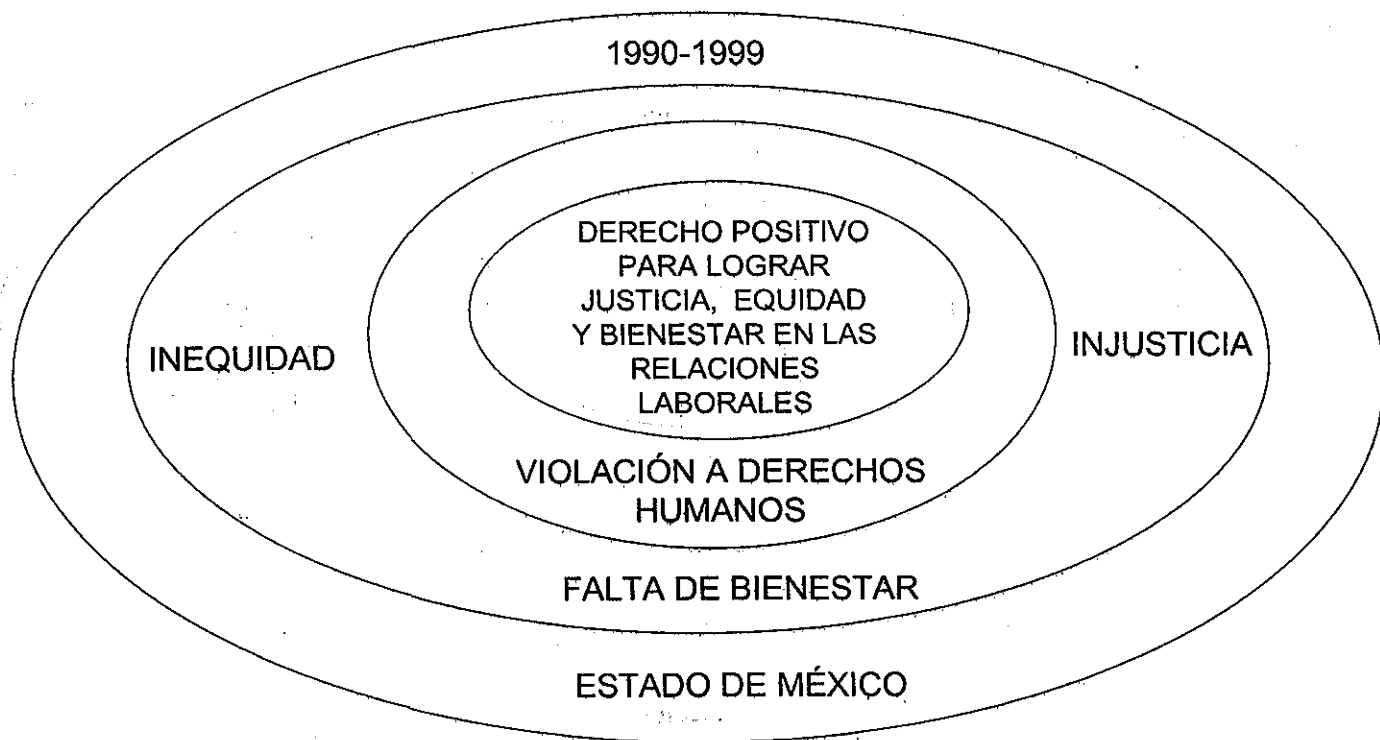 1990-1999
DERECHO POSITIVO
PARA LOGRAR
JUSTICIA, EQUIDAD
Y BIENESTAR EN LAS
RELACIONES
LABORALES
INEQUIDAD
INJUSTICIA
VIOLACIÓN A DERECHOS
HUMANOS
FALTA DE BIENESTAR
ESTADO DE MÉXICO